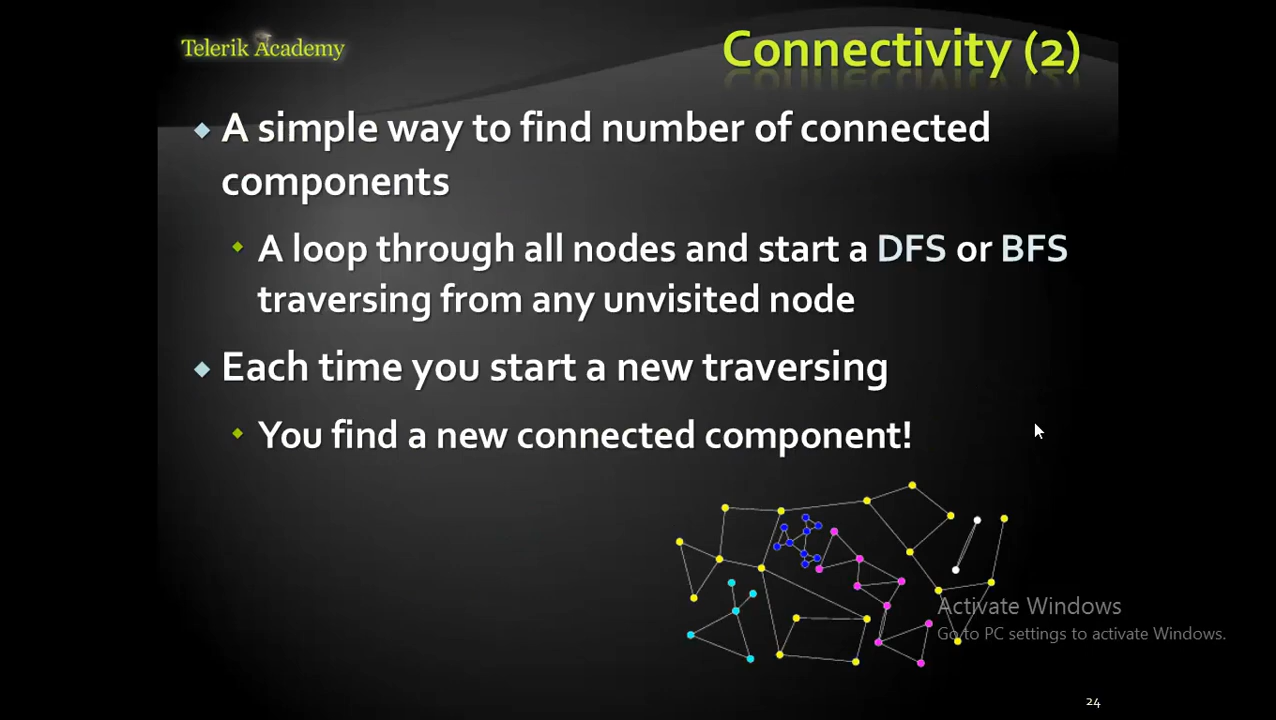 Telerik Academy
Connectivity (2)
A simple way to find number of connected
components
A loop through all nodes and start a DFS or BFS
traversing from any unvisited node
Each time you start a new traversing
You find a new connected component!
Activate Windows
Go to PC settings to activate Windows.
24